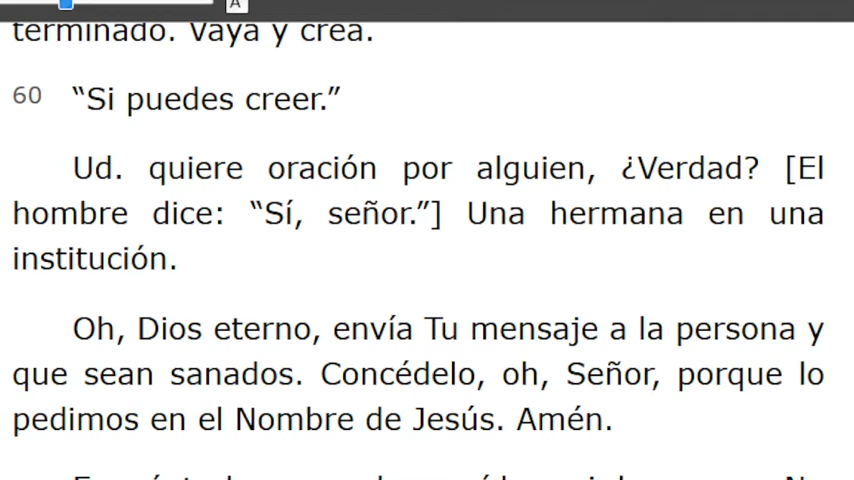 A
terminado. Vaya y crea.
60 “Si puedes creer.”
Ud. quiere oración por alguien, ¿Verdad? [El
hombre dice: “Sí, señor.”] Una hermana en una
institución.
Oh, Dios eterno, envía Tu mensaje a la persona y
que sean sanados. Concédelo, oh, Señor, porque lo
pedimos en el Nombre de Jesús. Amén.